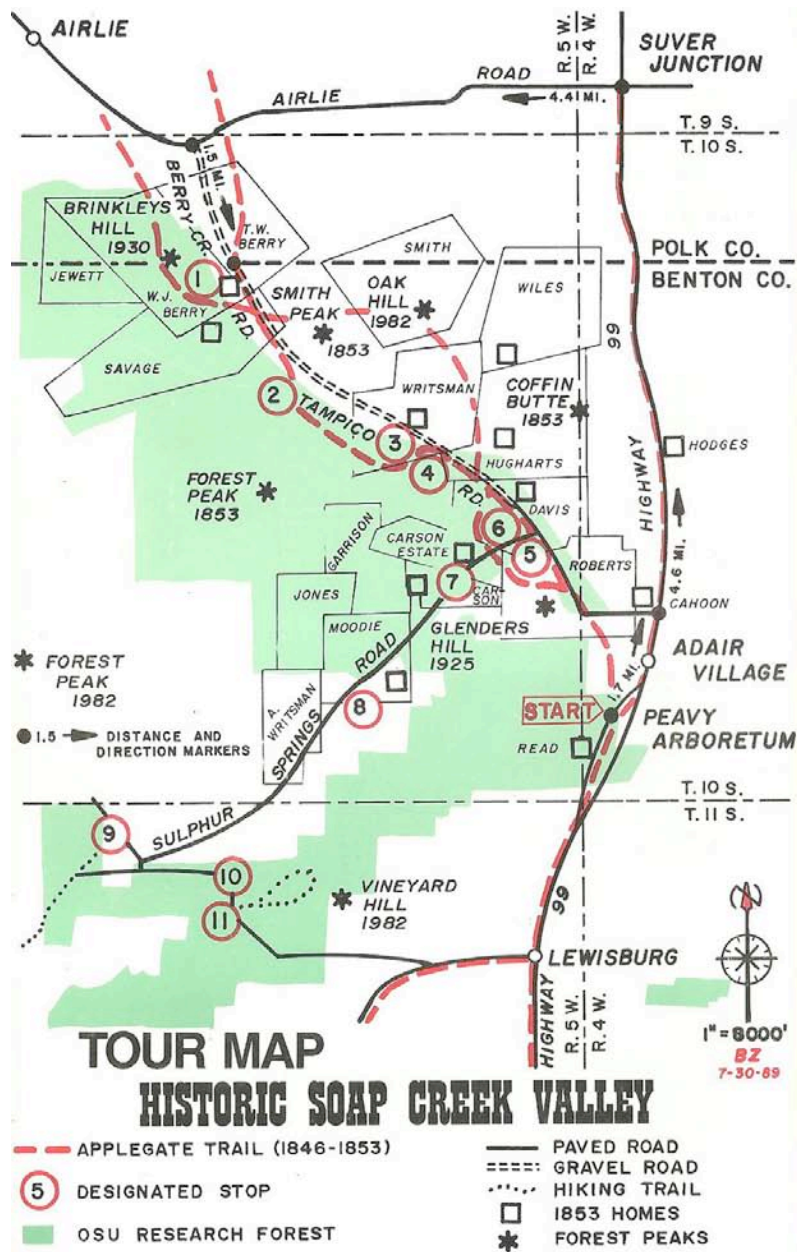 AIRLIE
R. 5 W.
R. 4 W.
SUVER
JUNCTION
AIRLIE
ROAD
4.4 MI.
T. 9 S.
T. 10 S.
1.5 MI.
BERRY CR.
RD.
BRINKLEYS
HILL
1930
T.W.
BERRY
JEWETT
1
W.J.
BERRY
SAVAGE
SMITH
PEAK
1853
SMITH
OAK
HILL
1982
WILES
POLK CO.
BENTON CO.
99
HIGHWAY
WRITSMAN
COFFIN
BUTTE
1853
2
TAMPICO
RD.
3
4
HUGHARTS
HODGES
FOREST
PEAK
1853
DAVIS
6
5
GARRISON
CARSON
ESTATE
ROBERTS
4.6 MI.
7
CAR-
SON
JONES
MOODIE
CAHOON
GLENDERS
HILL
1925
ADAIR
VILLAGE
FOREST
PEAK
1982
1.7 MI.
START
PEAVY
ARBORETUM
READ
A.
WRITSMAN
8
1.5
DISTANCE AND
DIRECTION MARKERS
SULPHUR
SPRINGS
ROAD
T. 10 S.
T. 11 S.
9
10
11
VINEYARD
HILL
1982
99
LEWISBURG
HIGHWAY
R. 5 W.
R. 4 W.
N
1" = 8000'
BZ
7-30-89
TOUR MAP
HISTORIC SOAP CREEK VALLEY
APPLEGATE TRAIL (1846-1853)
5 DESIGNATED STOP
OSU RESEARCH FOREST
PAVED ROAD
GRAVEL ROAD
HIKING TRAIL
1853 HOMES
FOREST PEAKS